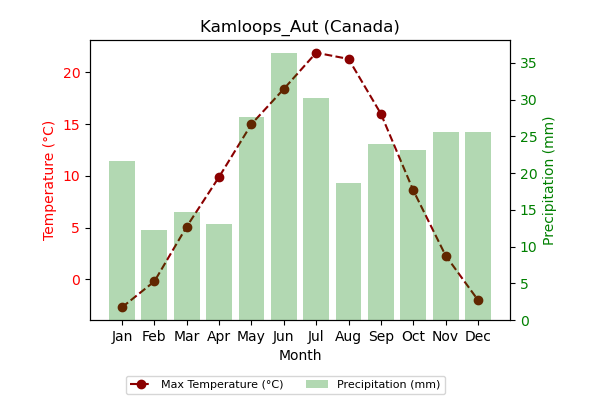 Kamloops_Aut (Canada)
Temperature (°C)
20
15
10
5
0
Precipitation (mm)
35
30
25
20
15
10
5
0
Jan Feb Mar Apr May Jun Jul Aug Sep Oct Nov Dec
Month
Max Temperature (°C) Precipitation (mm)